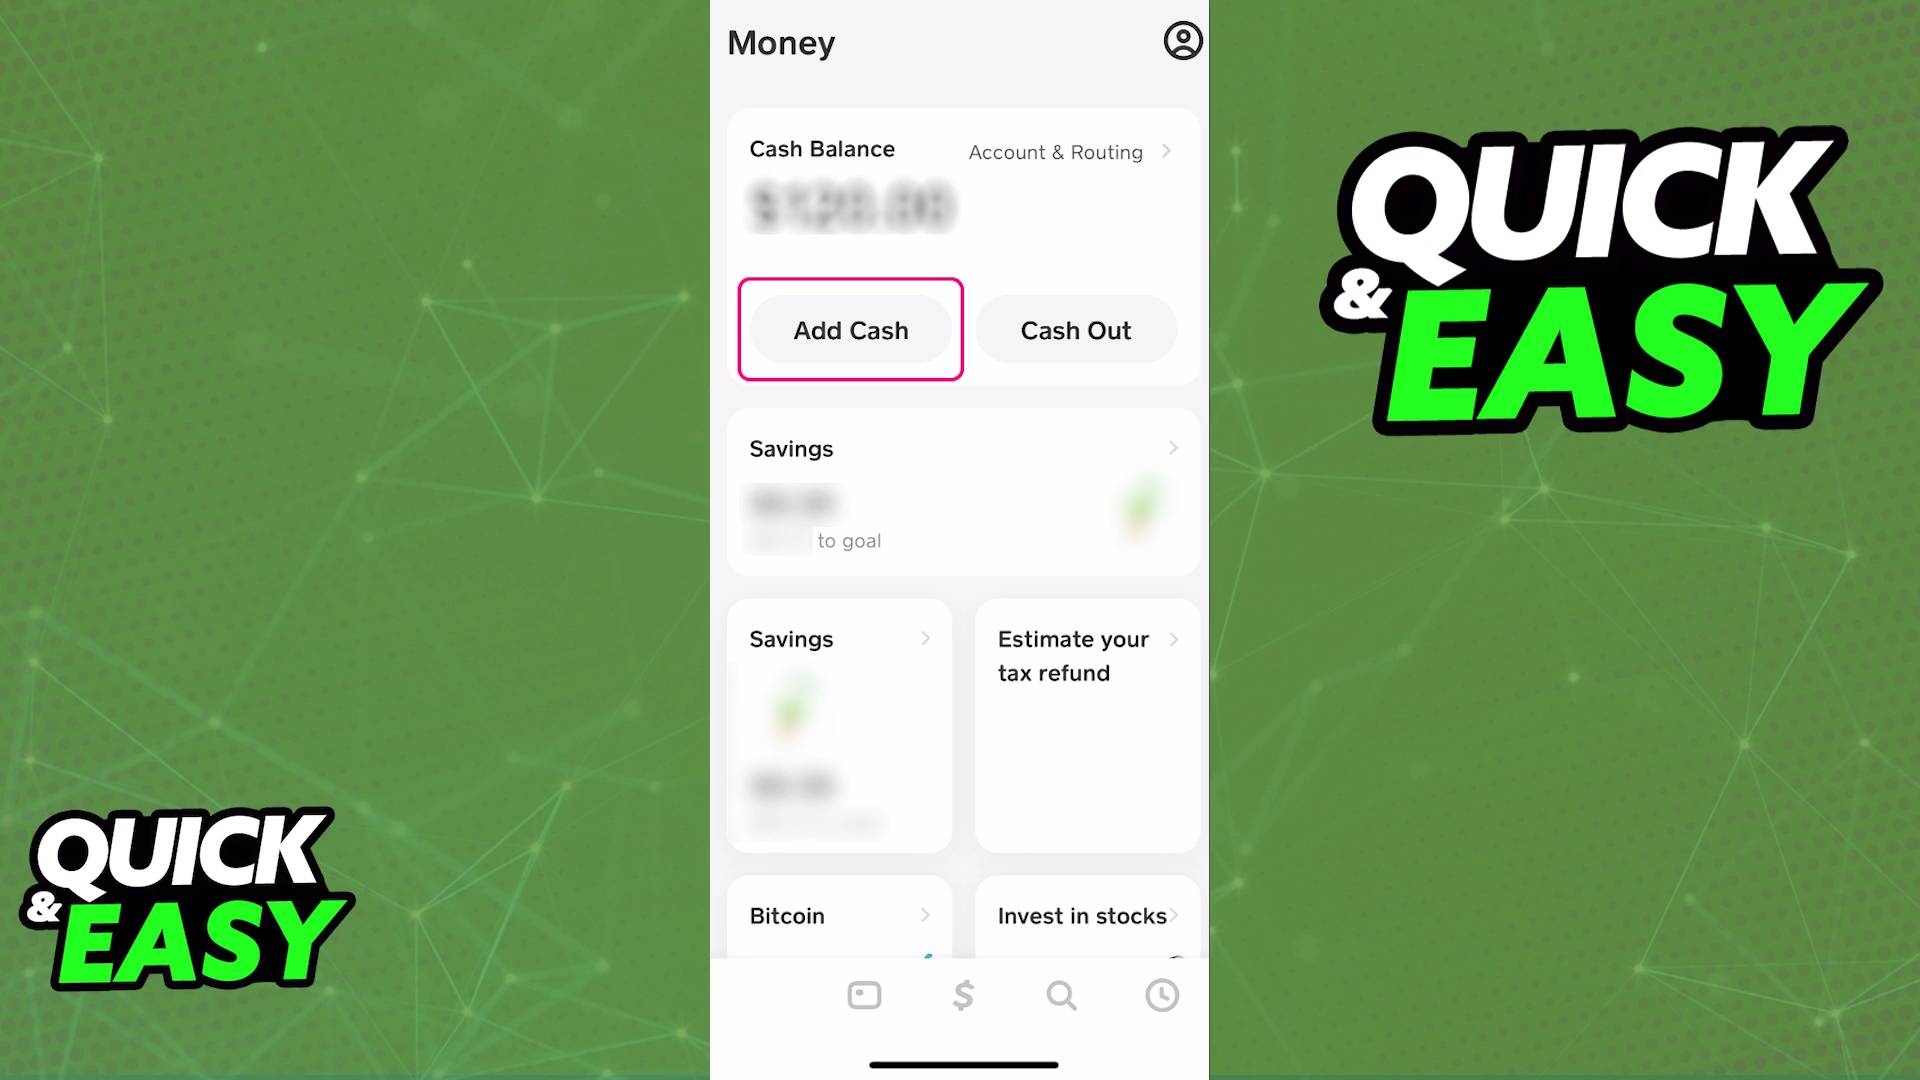 Money
Cash Balance
Account & Routing
Add Cash
Cash Out
Savings
to goal
Savings
Estimate your
tax refund
Bitcoin
Invest in stocks
QUICK
& EASY
QUICK
& EASY